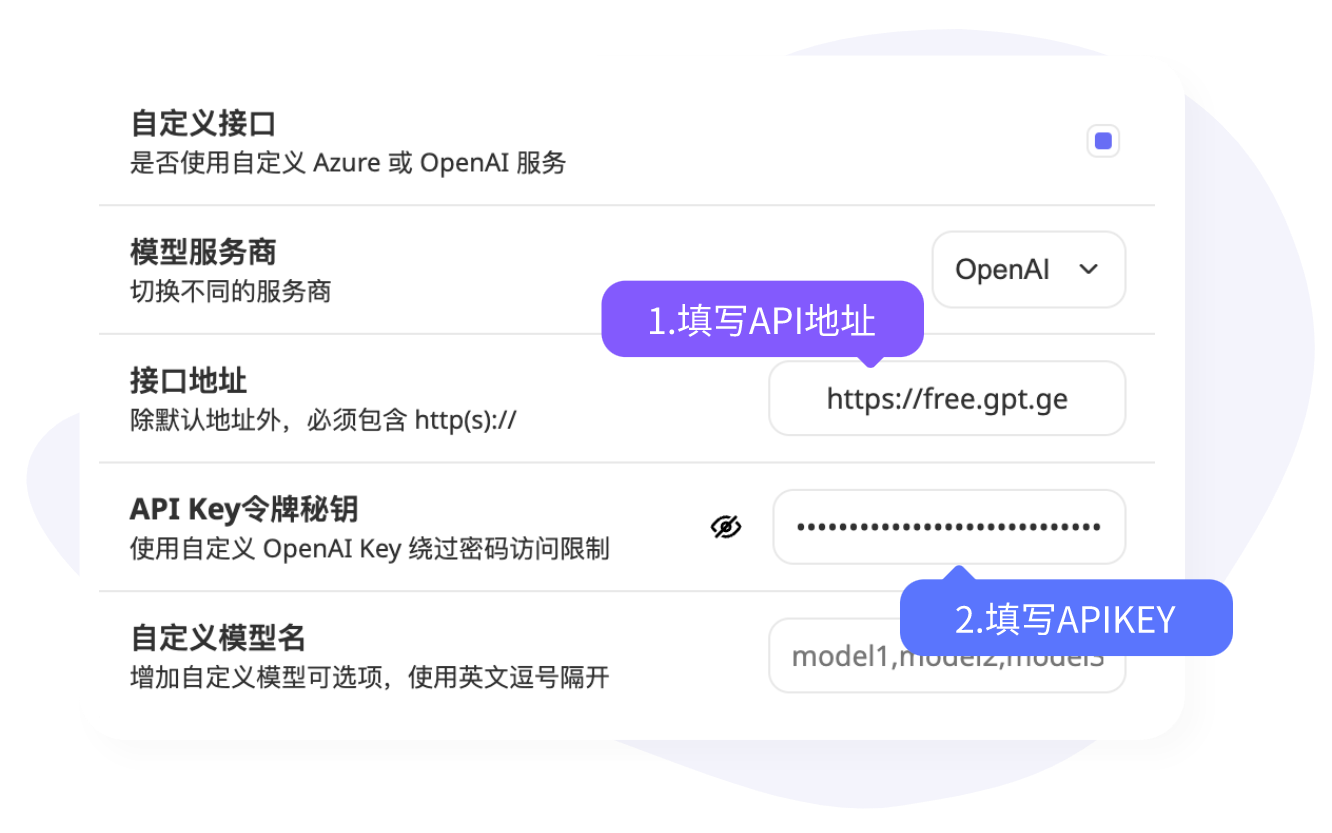 自定义接口
是否使用自定义 Azure 或 OpenAI 服务
模型服务商
切换不同的服务商
OpenAI
1.填写API地址
接口地址
除默认地址外，必须包含 http(s)://
https://free.gpt.ge
API Key令牌秘钥
使用自定义 OpenAI Key 绕过密码访问限制
••••••••••••••••••••••••••••
2.填写APIKEY
自定义模型名
增加自定义模型可选项，使用英文逗号隔开
model1,model2,model3